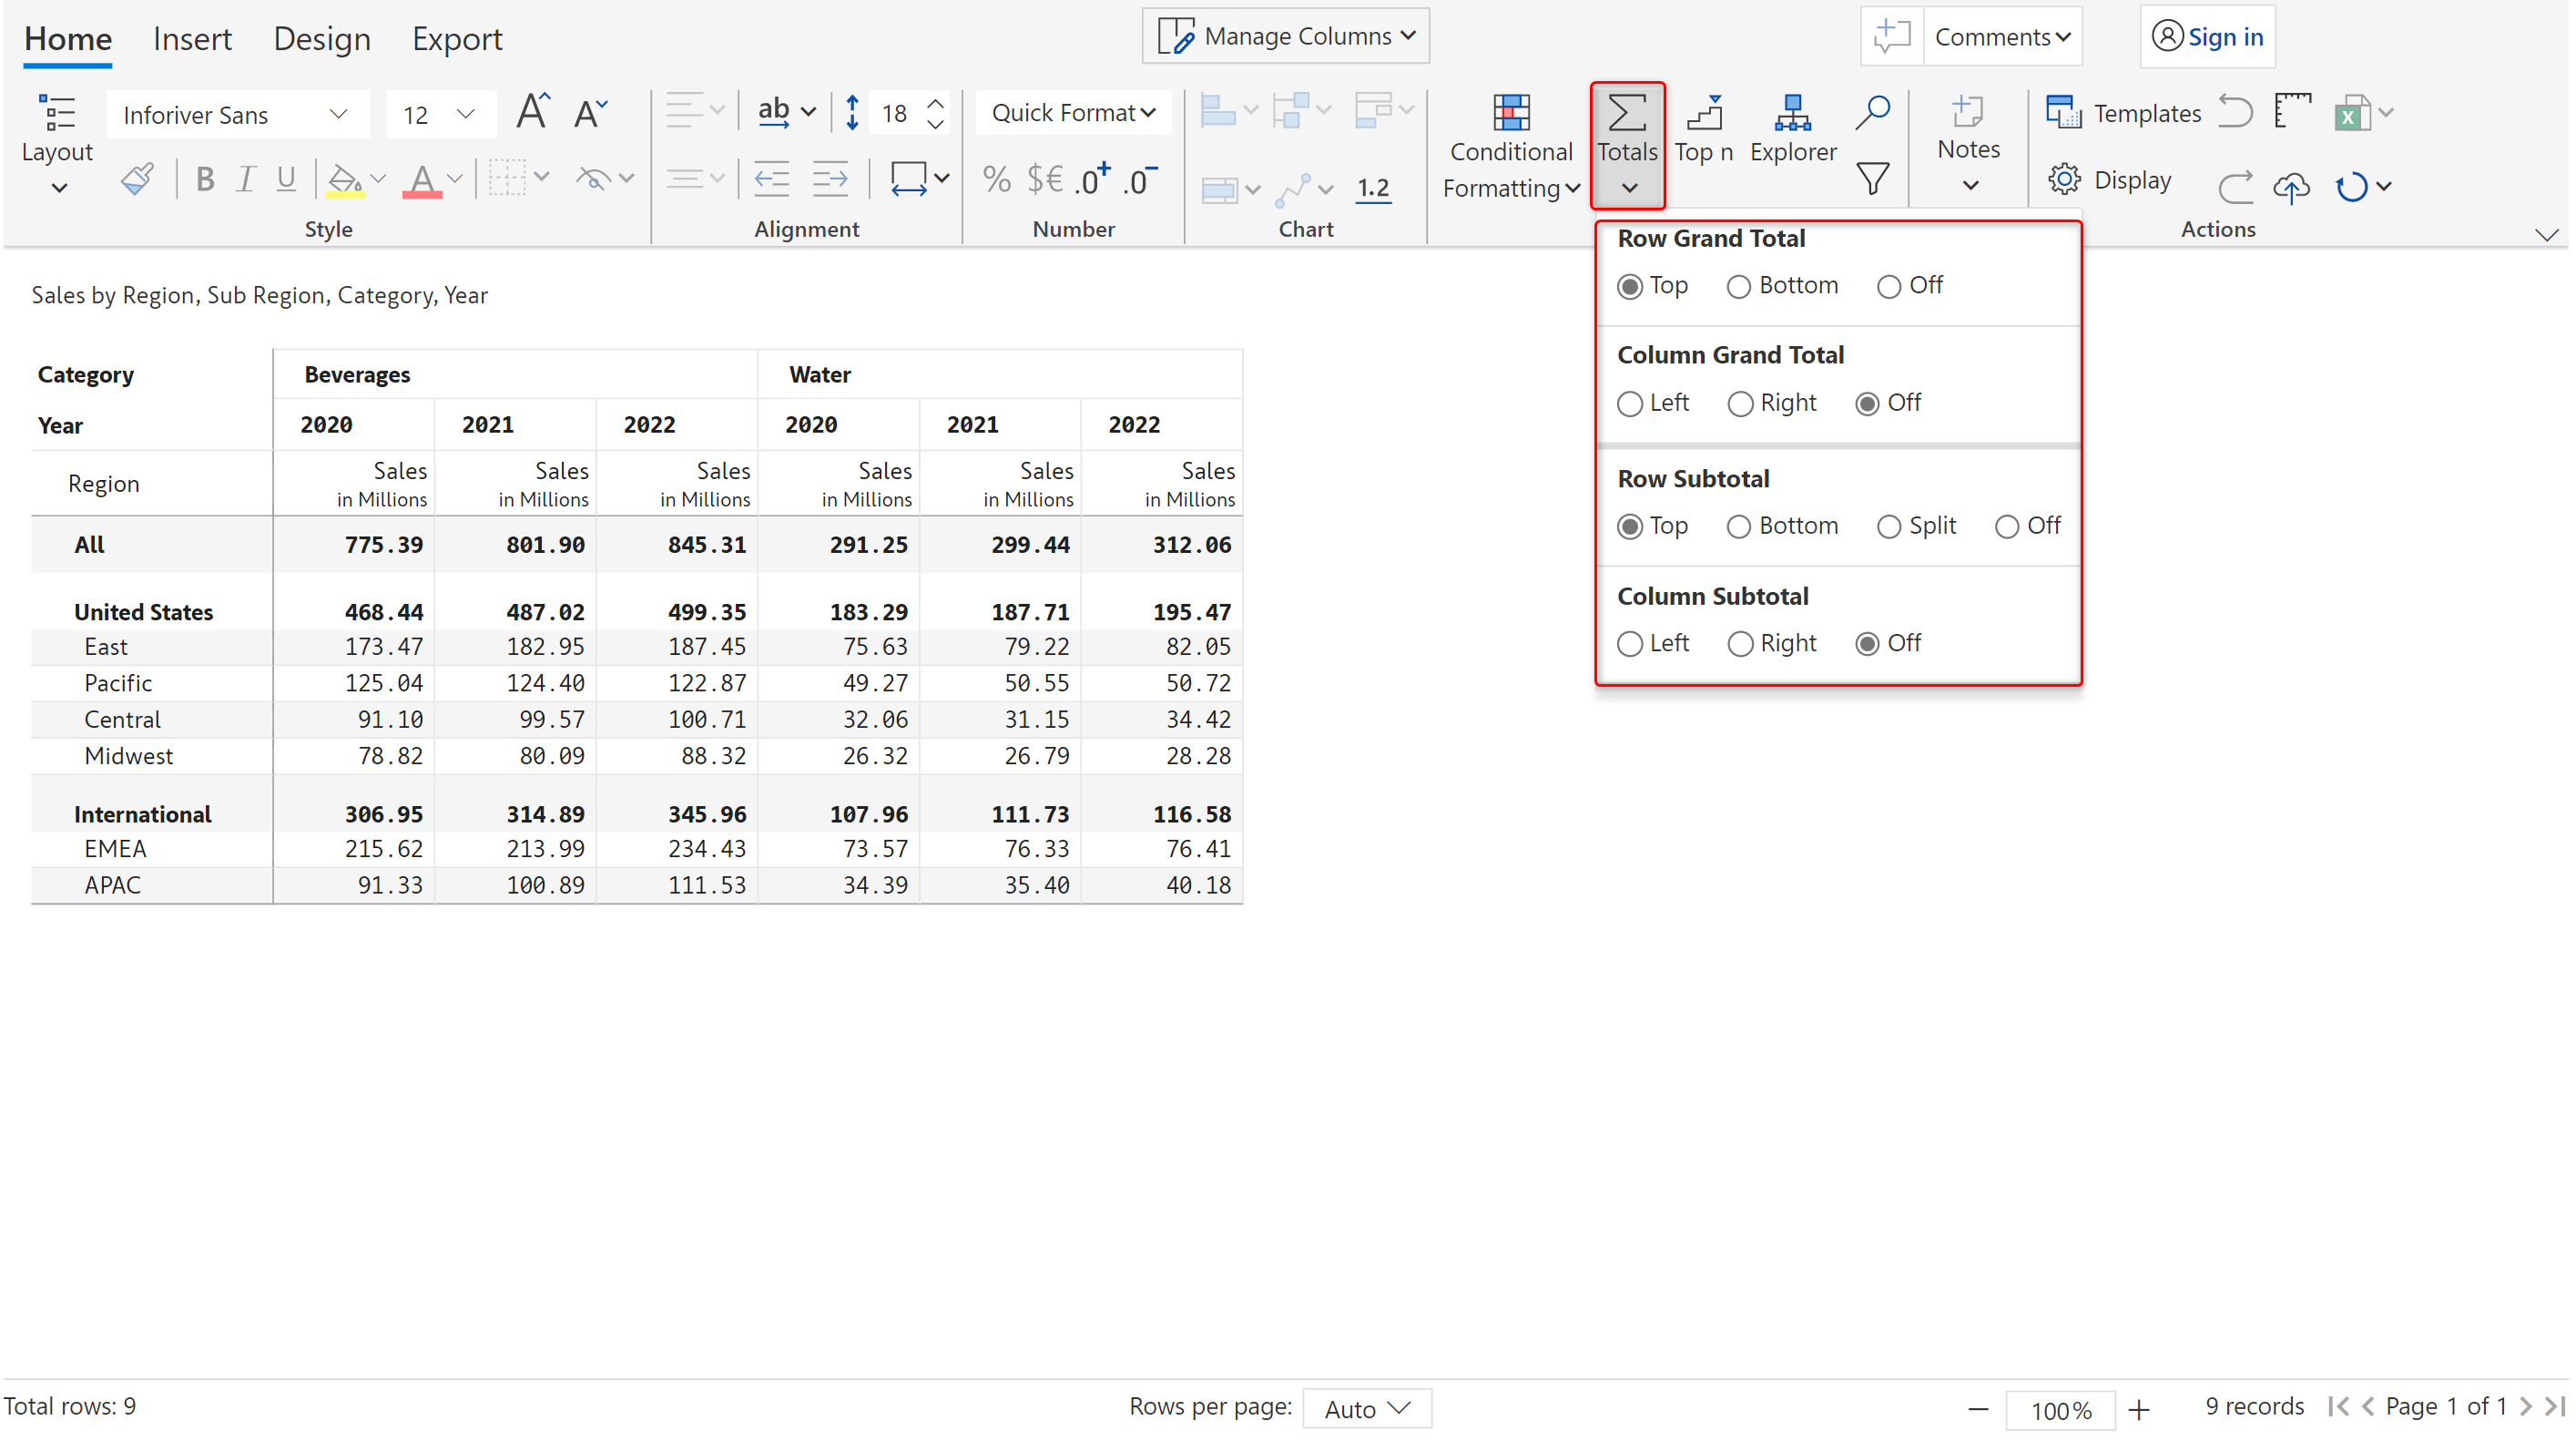 Home Insert Design Export Manage Columns Comments Sign in
Layout Inforiver Sans 12 A A ab 18 Quick Format Conditional Formatting Totals Top n Explorer Notes Templates
B I U A % $€ .0+ .0- 1.2 Display
Style Alignment Number Chart Actions
Row Grand Total
Top Bottom Off
Column Grand Total
Left Right Off
Row Subtotal
Top Bottom Split Off
Column Subtotal
Left Right Off
Sales by Region, Sub Region, Category, Year
Category Beverages Water
Year 2020 2021 2022 2020 2021 2022
Region Sales in Millions Sales in Millions Sales in Millions Sales in Millions Sales in Millions Sales in Millions
All 775.39 801.90 845.31 291.25 299.44 312.06
United States 468.44 487.02 499.35 183.29 187.71 195.47
East 173.47 182.95 187.45 75.63 79.22 82.05
Pacific 125.04 124.40 122.87 49.27 50.55 50.72
Central 91.10 99.57 100.71 32.06 31.15 34.42
Midwest 78.82 80.09 88.32 26.32 26.79 28.28
International 306.95 314.89 345.96 107.96 111.73 116.58
EMEA 215.62 213.99 234.43 73.57 76.33 76.41
APAC 91.33 100.89 111.53 34.39 35.40 40.18
Total rows: 9 Rows per page: Auto − 100% + 9 records Page 1 of 1